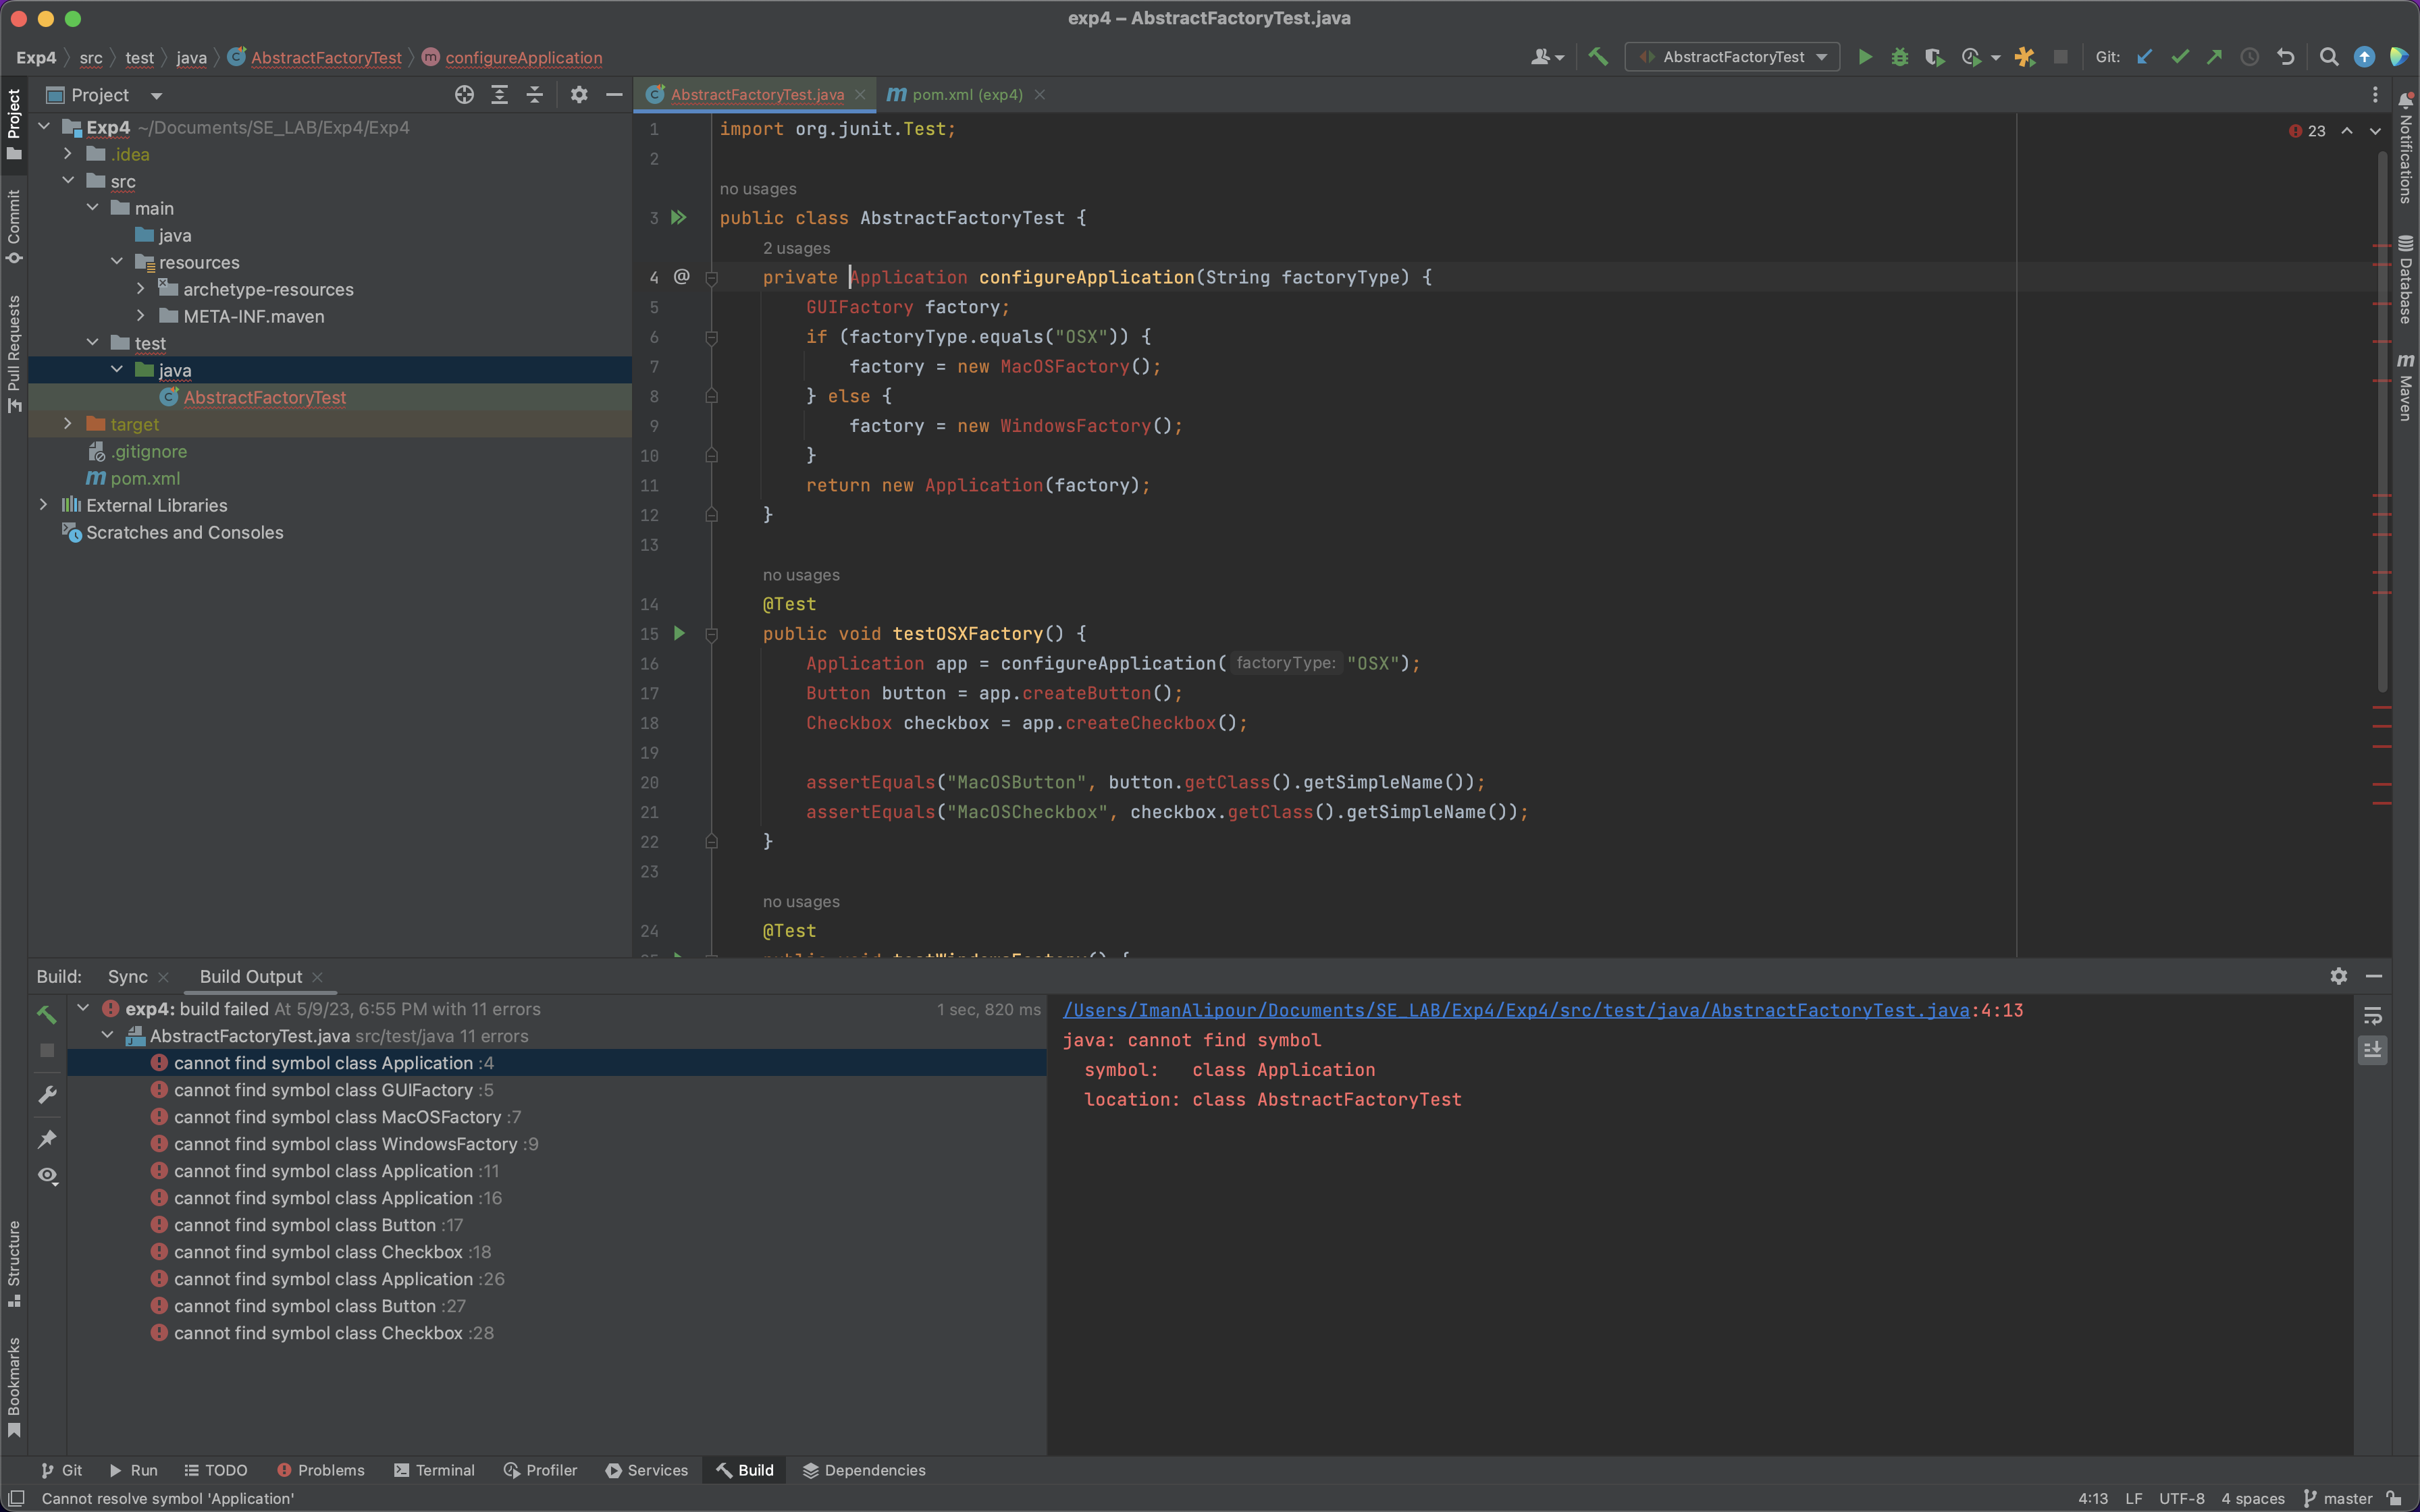 exp4 – AbstractFactoryTest.java
Exp4 src test java AbstractFactoryTest configureApplication
AbstractFactoryTest
Git:
Project
AbstractFactoryTest.java
pom.xml (exp4)
Project
Commit
Pull Requests
Structure
Bookmarks
Exp4 ~/Documents/SE_LAB/Exp4/Exp4
.idea
src
main
java
resources
archetype-resources
META-INF.maven
test
java
AbstractFactoryTest
target
.gitignore
pom.xml
External Libraries
Scratches and Consoles
23
1 import org.junit.Test;
2
no usages
3 public class AbstractFactoryTest {
2 usages
4 @ private Application configureApplication(String factoryType) {
5 GUIFactory factory;
6 if (factoryType.equals("OSX")) {
7 factory = new MacOSFactory();
8 } else {
9 factory = new WindowsFactory();
10 }
11 return new Application(factory);
12 }
13
no usages
14 @Test
15 public void testOSXFactory() {
16 Application app = configureApplication( factoryType: "OSX");
17 Button button = app.createButton();
18 Checkbox checkbox = app.createCheckbox();
19
20 assertEquals("MacOSButton", button.getClass().getSimpleName());
21 assertEquals("MacOSCheckbox", checkbox.getClass().getSimpleName());
22 }
23
no usages
24 @Test
25 public void testWindowsFactory() {
Notifications
Database
Maven
Build: Sync Build Output
exp4: build failed At 5/9/23, 6:55 PM with 11 errors 1 sec, 820 ms
AbstractFactoryTest.java src/test/java 11 errors
cannot find symbol class Application :4
cannot find symbol class GUIFactory :5
cannot find symbol class MacOSFactory :7
cannot find symbol class WindowsFactory :9
cannot find symbol class Application :11
cannot find symbol class Application :16
cannot find symbol class Button :17
cannot find symbol class Checkbox :18
cannot find symbol class Application :26
cannot find symbol class Button :27
cannot find symbol class Checkbox :28
/Users/ImanAlipour/Documents/SE_LAB/Exp4/Exp4/src/test/java/AbstractFactoryTest.java:4:13
java: cannot find symbol
symbol: class Application
location: class AbstractFactoryTest
Git Run TODO Problems Terminal Profiler Services Build Dependencies
Cannot resolve symbol 'Application'
4:13 LF UTF-8 4 spaces master